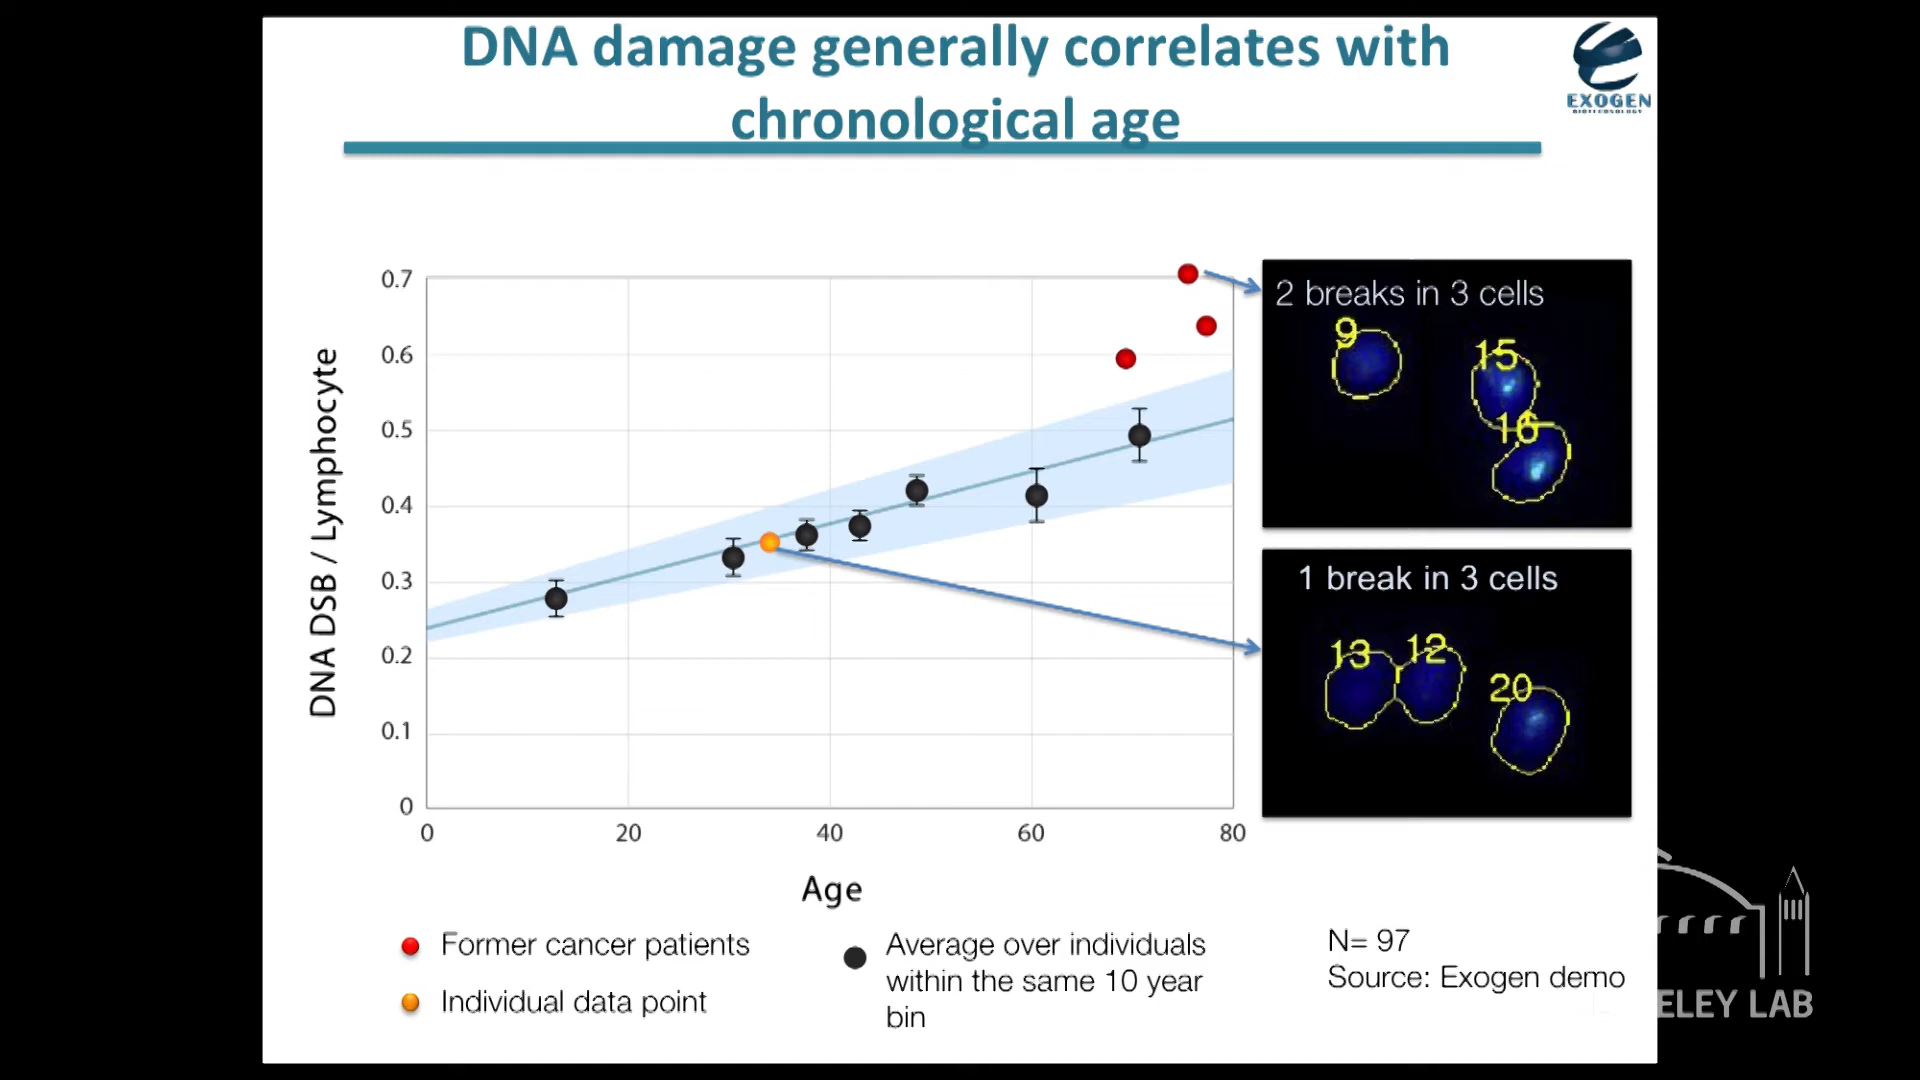 DNA damage generally correlates with
chronological age
EXOGEN
BIOTECHNOLOGY
DNA DSB / Lymphocyte
0.7
0.6
0.5
0.4
0.3
0.2
0.1
0
0
20
40
60
80
Age
2 breaks in 3 cells
9
15
16
1 break in 3 cells
13
12
20
Former cancer patients
Individual data point
Average over individuals
within the same 10 year
bin
N= 97
Source: Exogen demo
ELEY LAB